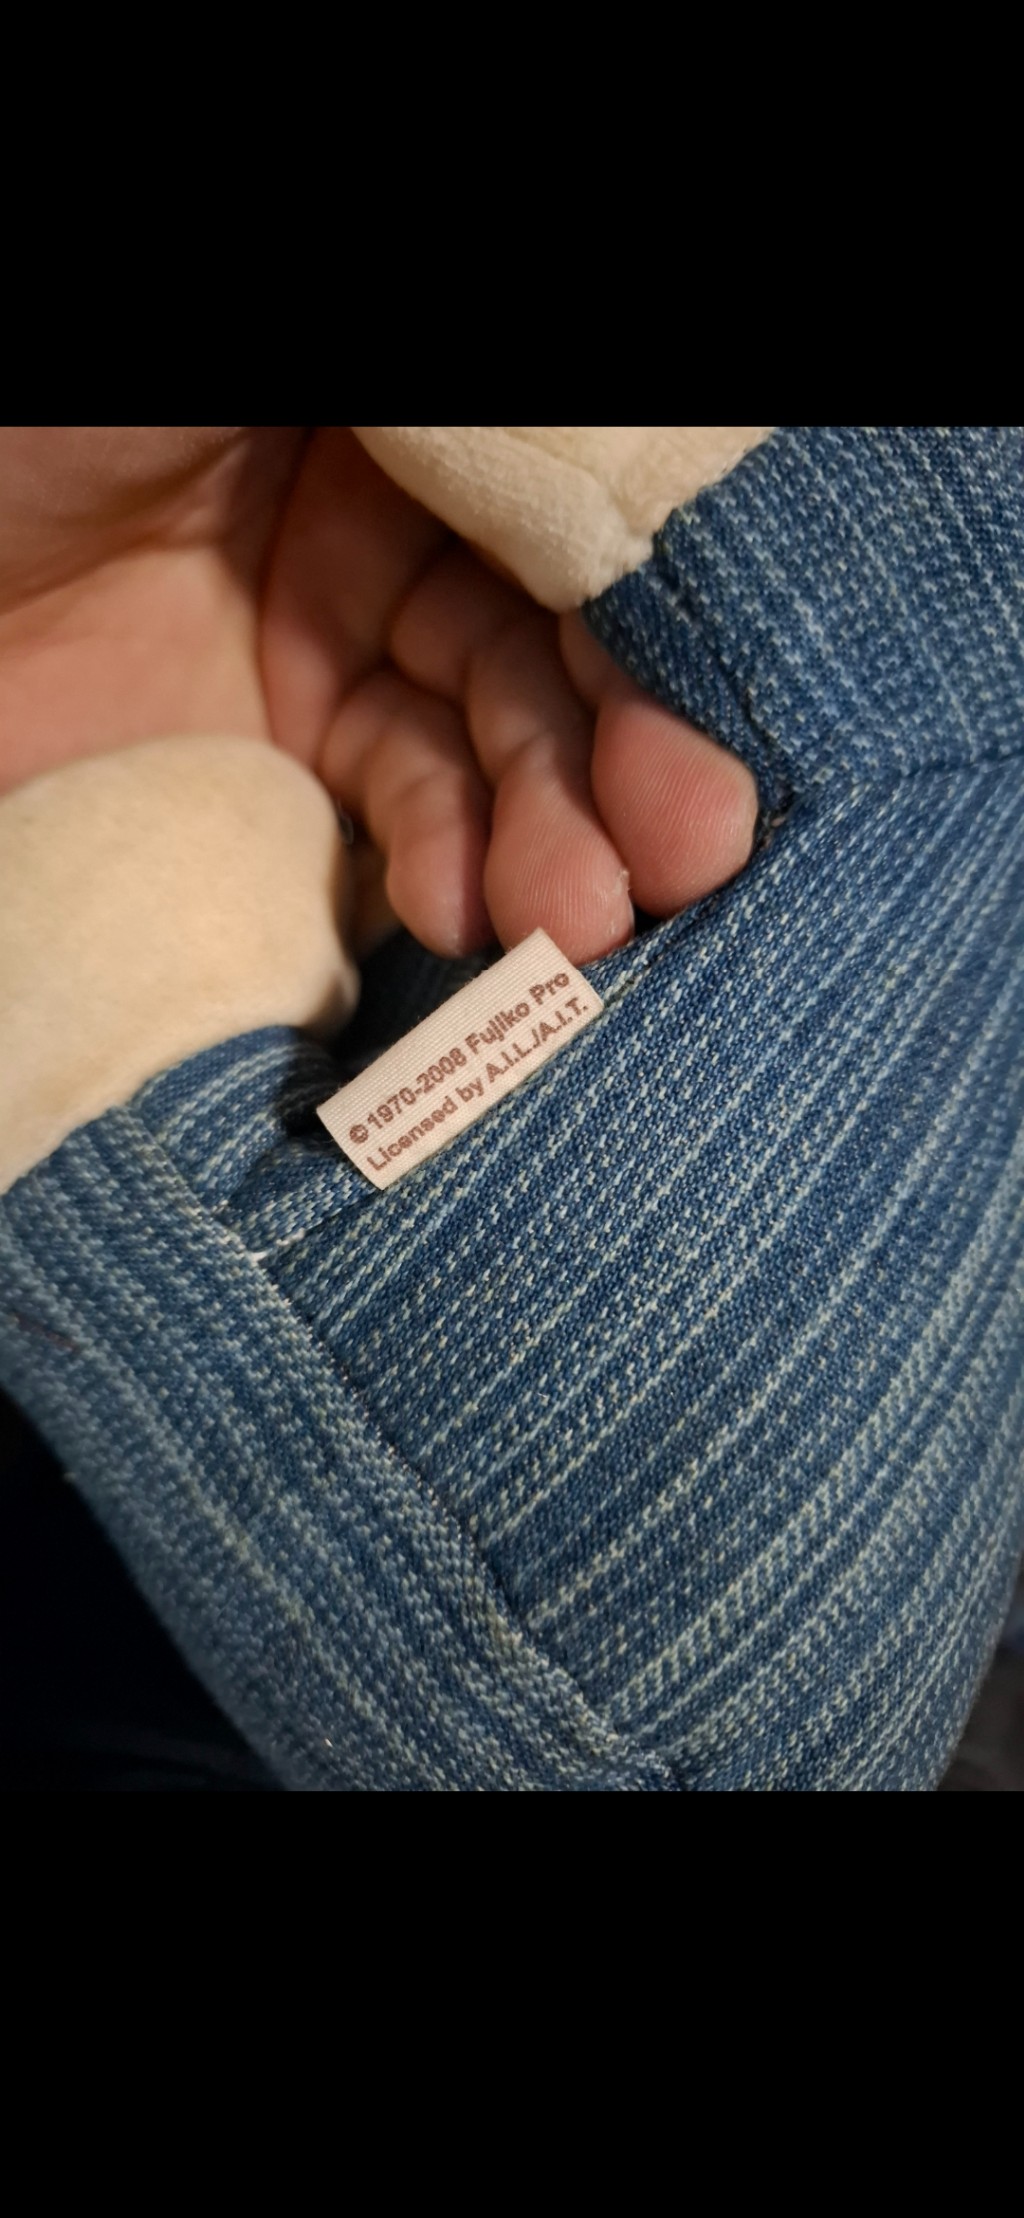 ©1970-2008 Fujiko Pro
Licensed by A.I.L./A.I.T.